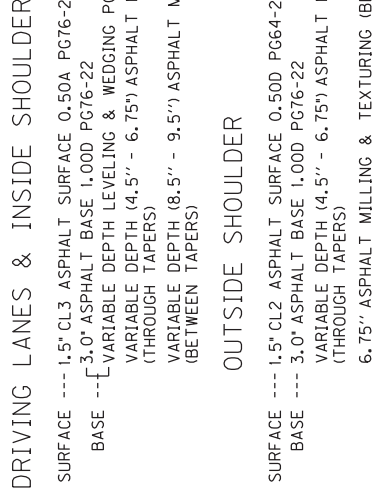 DRIVING LANES & INSIDE SHOULDER
SURFACE --- 1.5" CL3 ASPHALT SURFACE 0.50A PG76-2
BASE --- 3.0" ASPHALT BASE 1.00D PG76-22
VARIABLE DEPTH LEVELING & WEDGING PG
VARIABLE DEPTH (4.5'' - 6.75") ASPHALT
(THROUGH TAPERS)
VARIABLE DEPTH (8.5'' - 9.5'') ASPHALT M
(BETWEEN TAPERS)
OUTSIDE SHOULDER
SURFACE --- 1.5" CL2 ASPHALT SURFACE 0.50D PG64-2
BASE --- 3.0" ASPHALT BASE 1.00D PG76-22
VARIABLE DEPTH (4.5'' - 6.75") ASPHALT
(THROUGH TAPERS)
6.75'' ASPHALT MILLING & TEXTURING (B